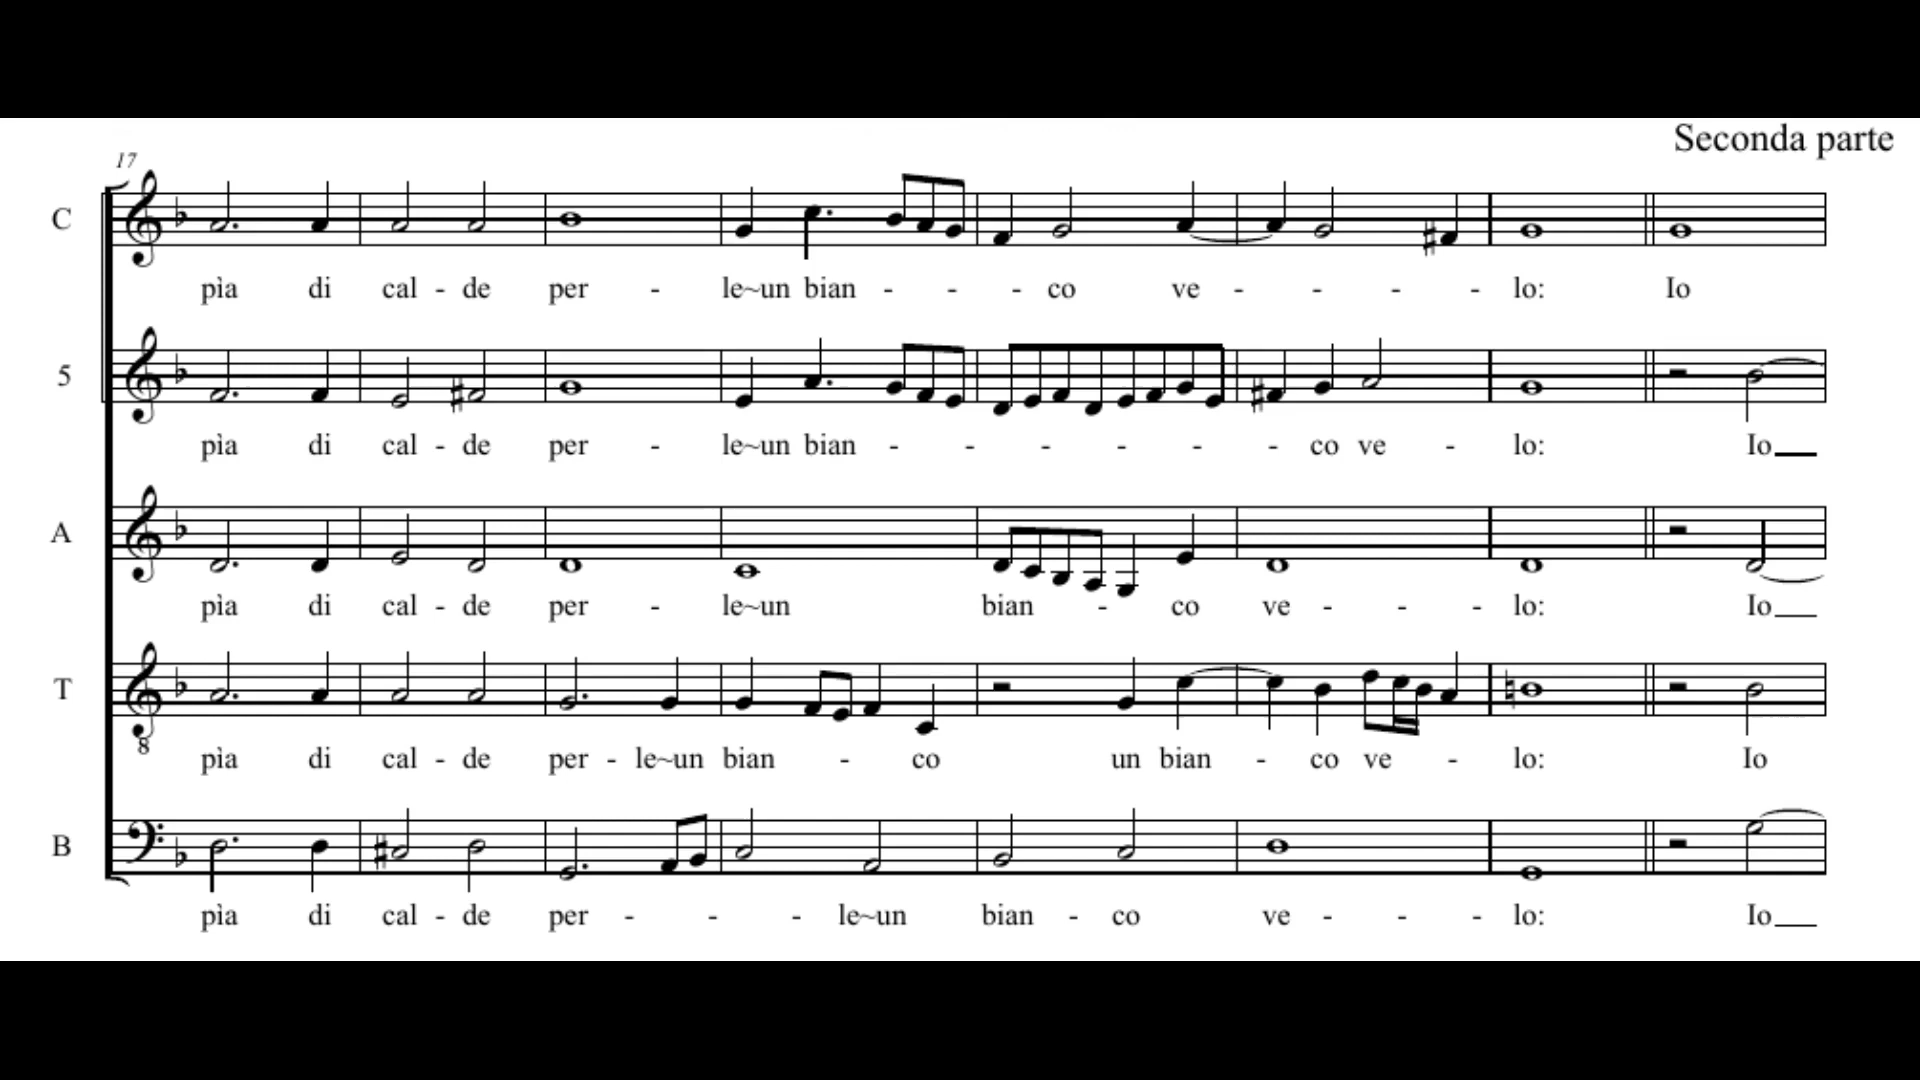 Seconda parte
17
C
pìa di cal - de per - le~un bian - - - co ve - - - - lo: Io
5
pìa di cal - de per - le~un bian - - - - - - co ve - lo: Io
A
pìa di cal - de per - le~un bian - co ve - - - lo: Io
T
8
pìa di cal - de per - le~un bian - co un bian - co ve - lo: Io
B
pìa di cal - de per - - - le~un bian - co ve - - - lo: Io